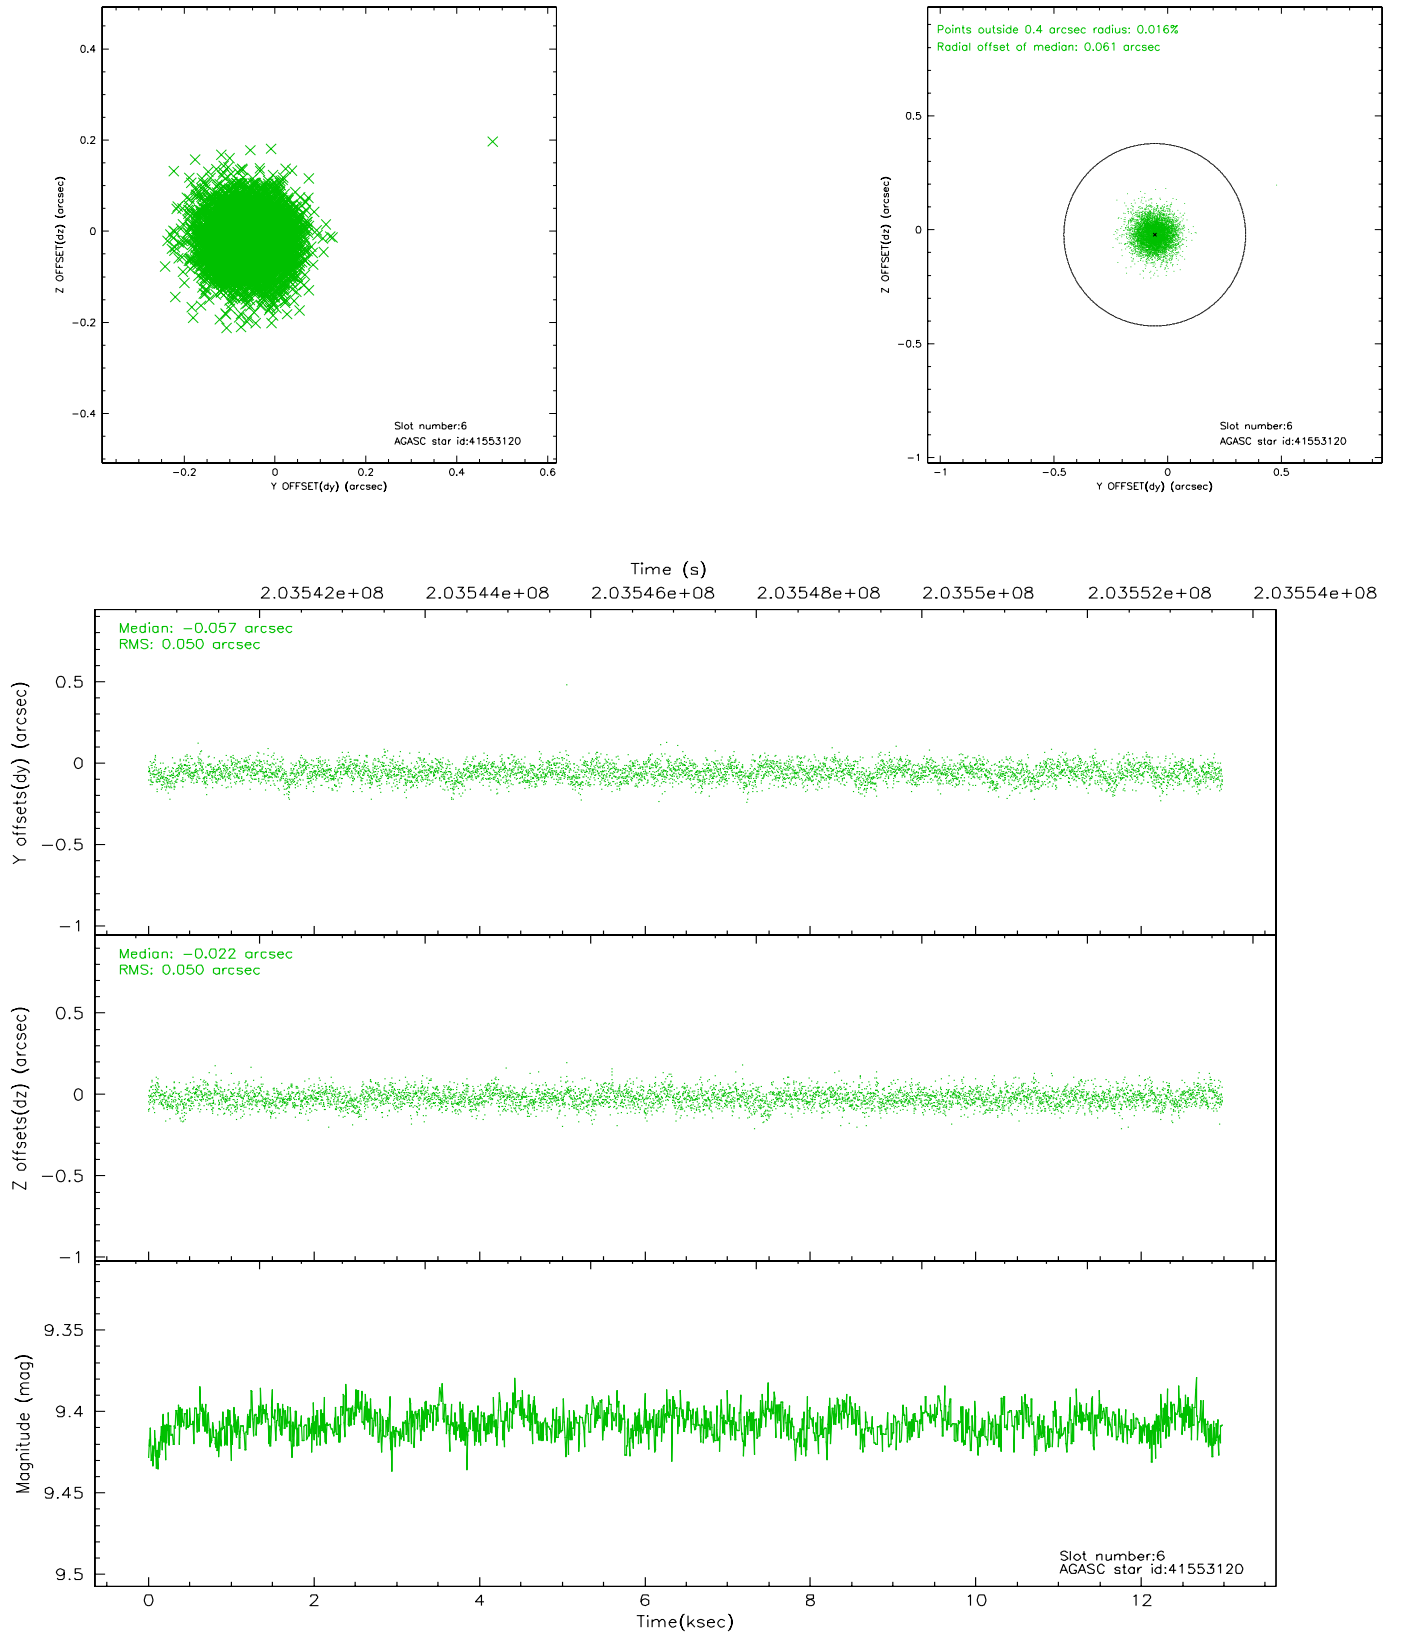 0.4
0.2
0
−0.2
−0.4
Z OFFSET(dz) (arcsec)
Slot number:6
AGASC star id:41553120
−0.2
0
0.2
0.4
0.6
Y OFFSET(dy) (arcsec)
Points outside 0.4 arcsec radius: 0.016%
Radial offset of median: 0.061 arcsec
0.5
0
−0.5
−1
Z OFFSET(dz) (arcsec)
Slot number:6
AGASC star id:41553120
−1
−0.5
0
0.5
Y OFFSET(dy) (arcsec)
Time (s)
2.03542e+08
2.03544e+08
2.03546e+08
2.03548e+08
2.0355e+08
2.03552e+08
2.03554e+08
Median: −0.057 arcsec
RMS: 0.050 arcsec
0.5
0
−0.5
−1
Y offsets(dy) (arcsec)
Median: −0.022 arcsec
RMS: 0.050 arcsec
0.5
0
−0.5
−1
Z offsets(dz) (arcsec)
9.35
9.4
9.45
9.5
Magnitude (mag)
Slot number:6
AGASC star id:41553120
0
2
4
6
8
10
12
Time(ksec)